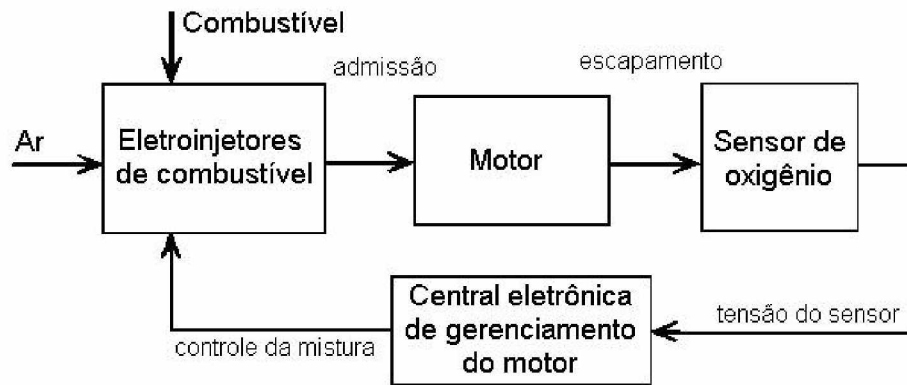 Combustível
admissão
escapamento
Ar
Eletroinjetores
de combustível
Motor
Sensor de
oxigênio
Central eletrônica
de gerenciamento
do motor
tensão do sensor
controle da mistura